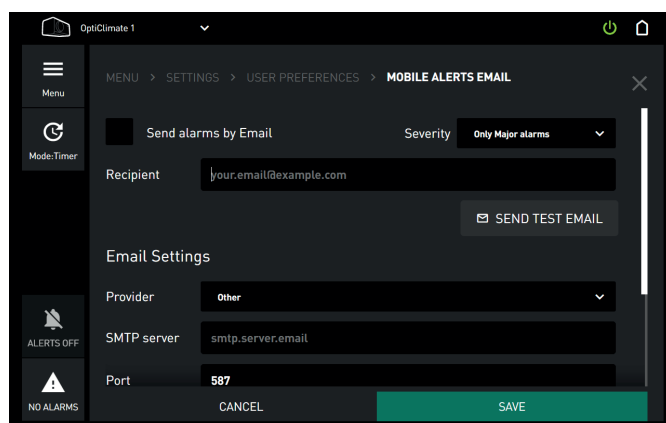 OptiClimate 1
Menu
MENU > SETTINGS > USER PREFERENCES > MOBILE ALERTS EMAIL
Mode:Timer
Send alarms by Email
Severity
Only Major alarms
Recipient
your.email@example.com
SEND TEST EMAIL
Email Settings
Provider
Other
SMTP server
smtp.server.email
Port
587
ALERTS OFF
NO ALARMS
CANCEL
SAVE